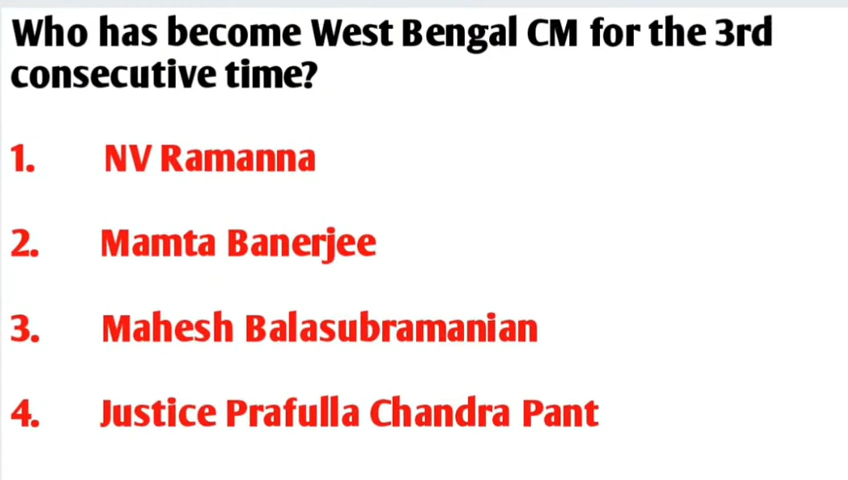 Who has become West Bengal CM for the 3rd
consecutive time?
1. NV Ramanna
2. Mamta Banerjee
3. Mahesh Balasubramanian
4. Justice Prafulla Chandra Pant